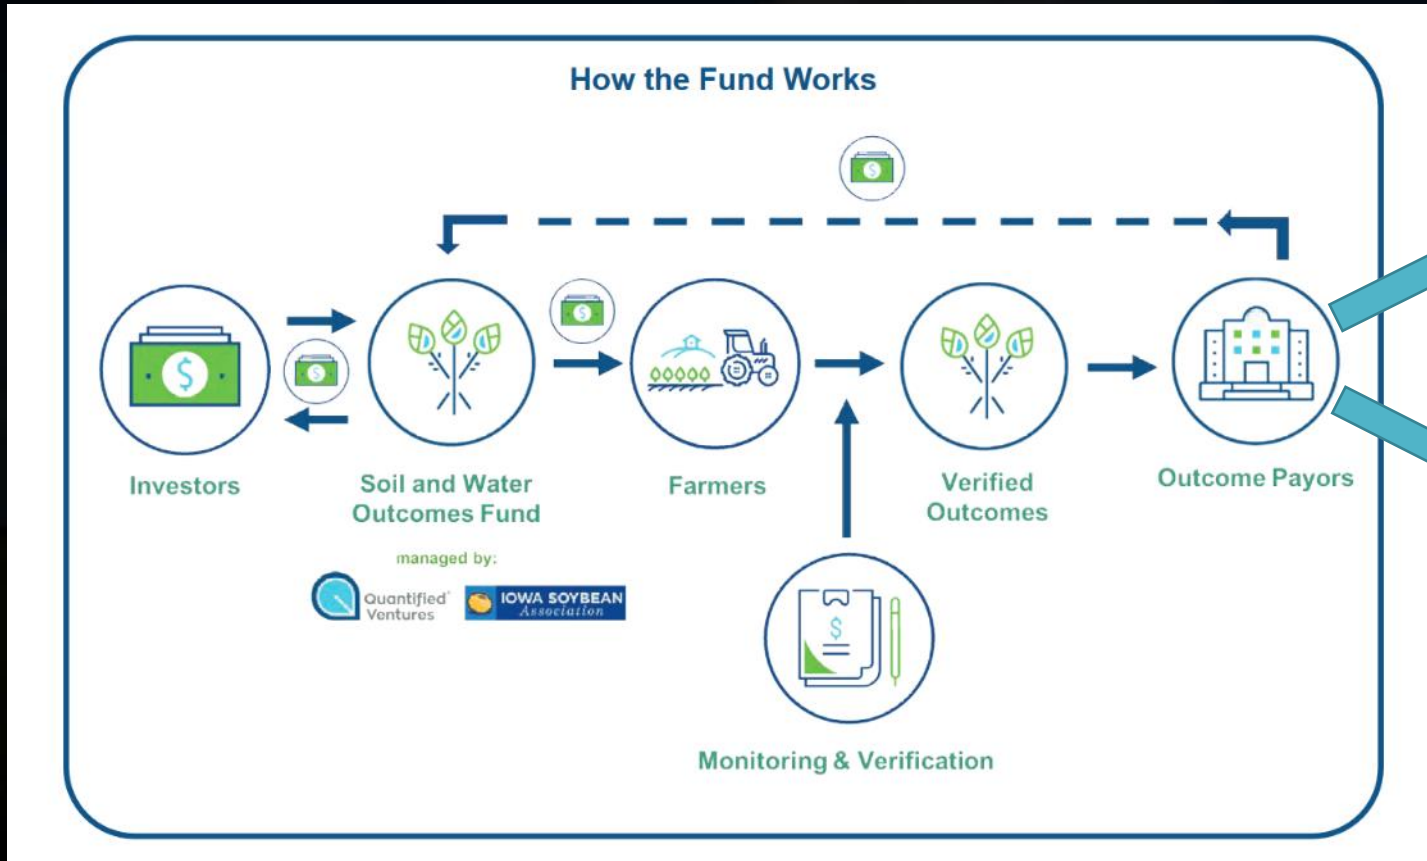 How the Fund Works
$
$
$
$
$
Investors
Soil and Water
Outcomes Fund
Farmers
Verified
Outcomes
Outcome Payors
managed by:
Quantified®
Ventures
IOWA SOYBEAN
Association
$
Monitoring & Verification